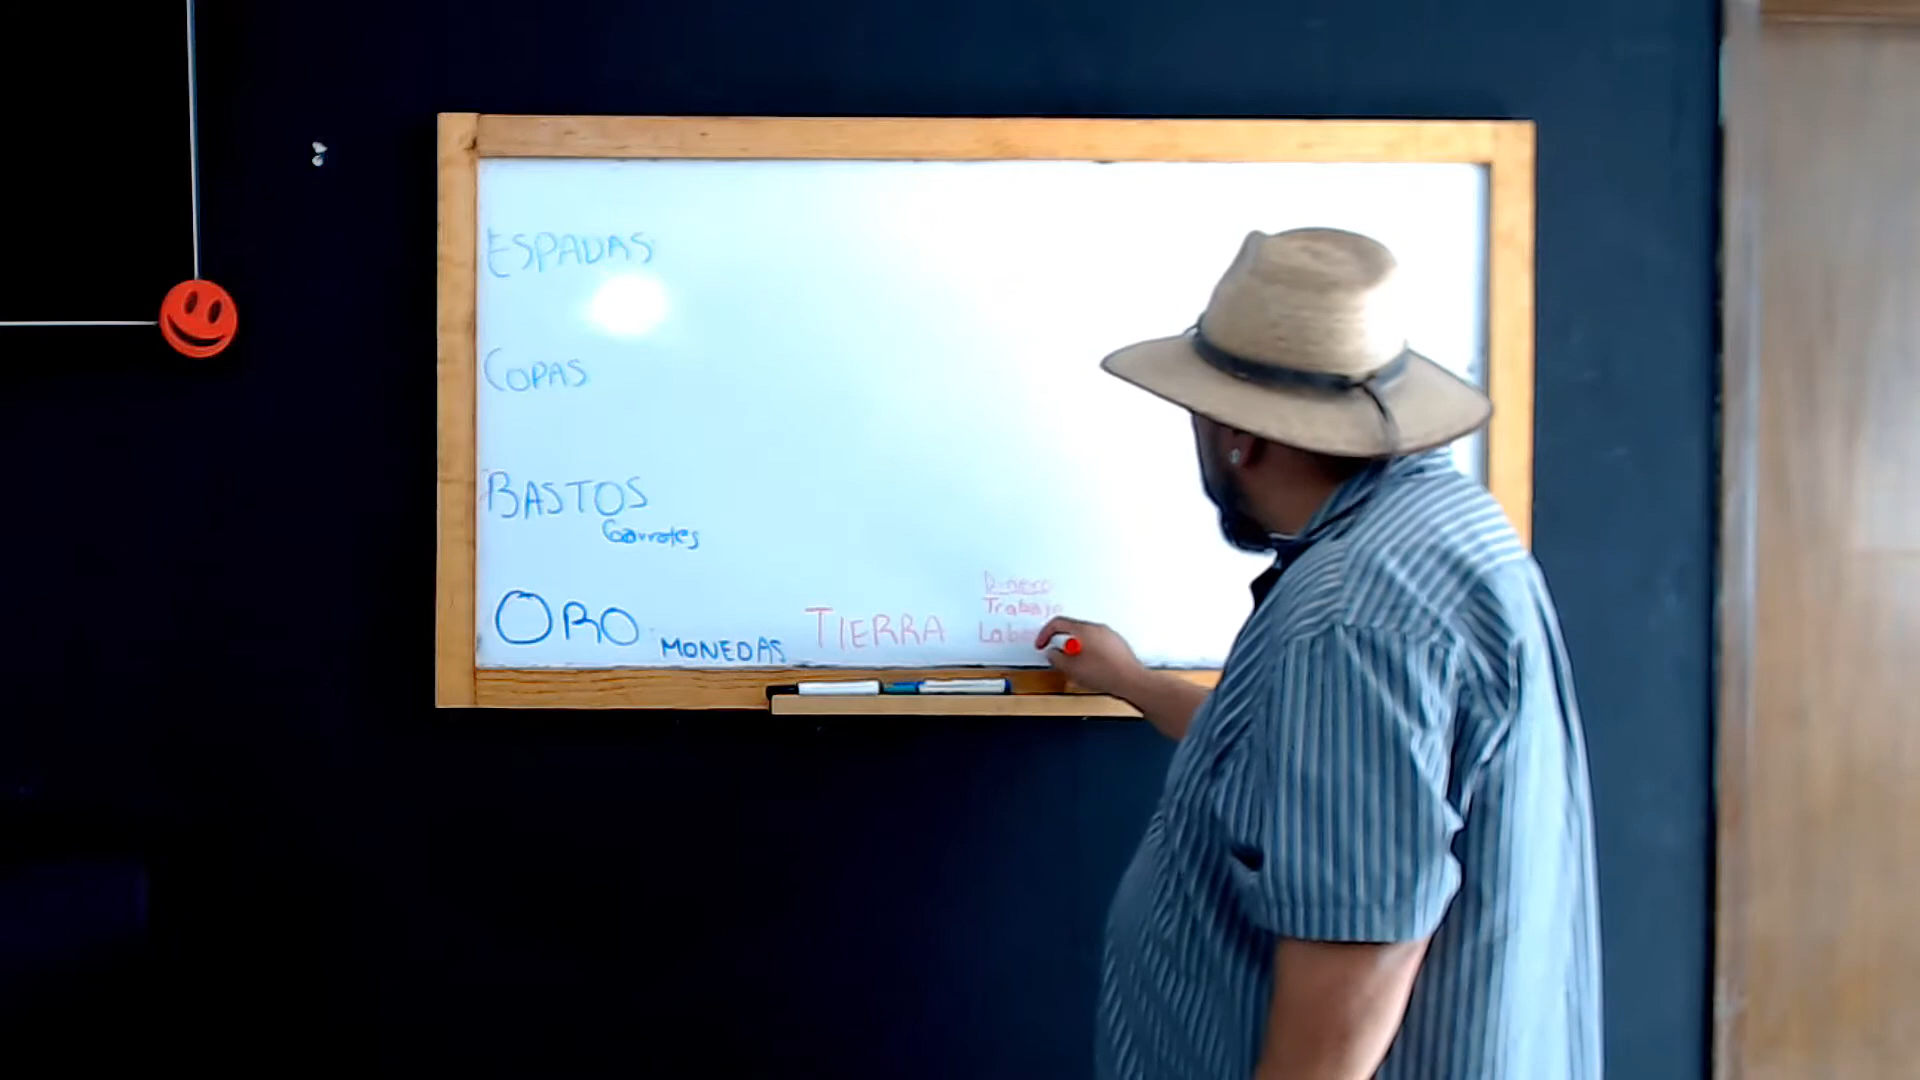 ESPADAS
COPAS
BASTOS
Garrotes
ORO MONEDAS TIERRA
Dinero
Trabajo